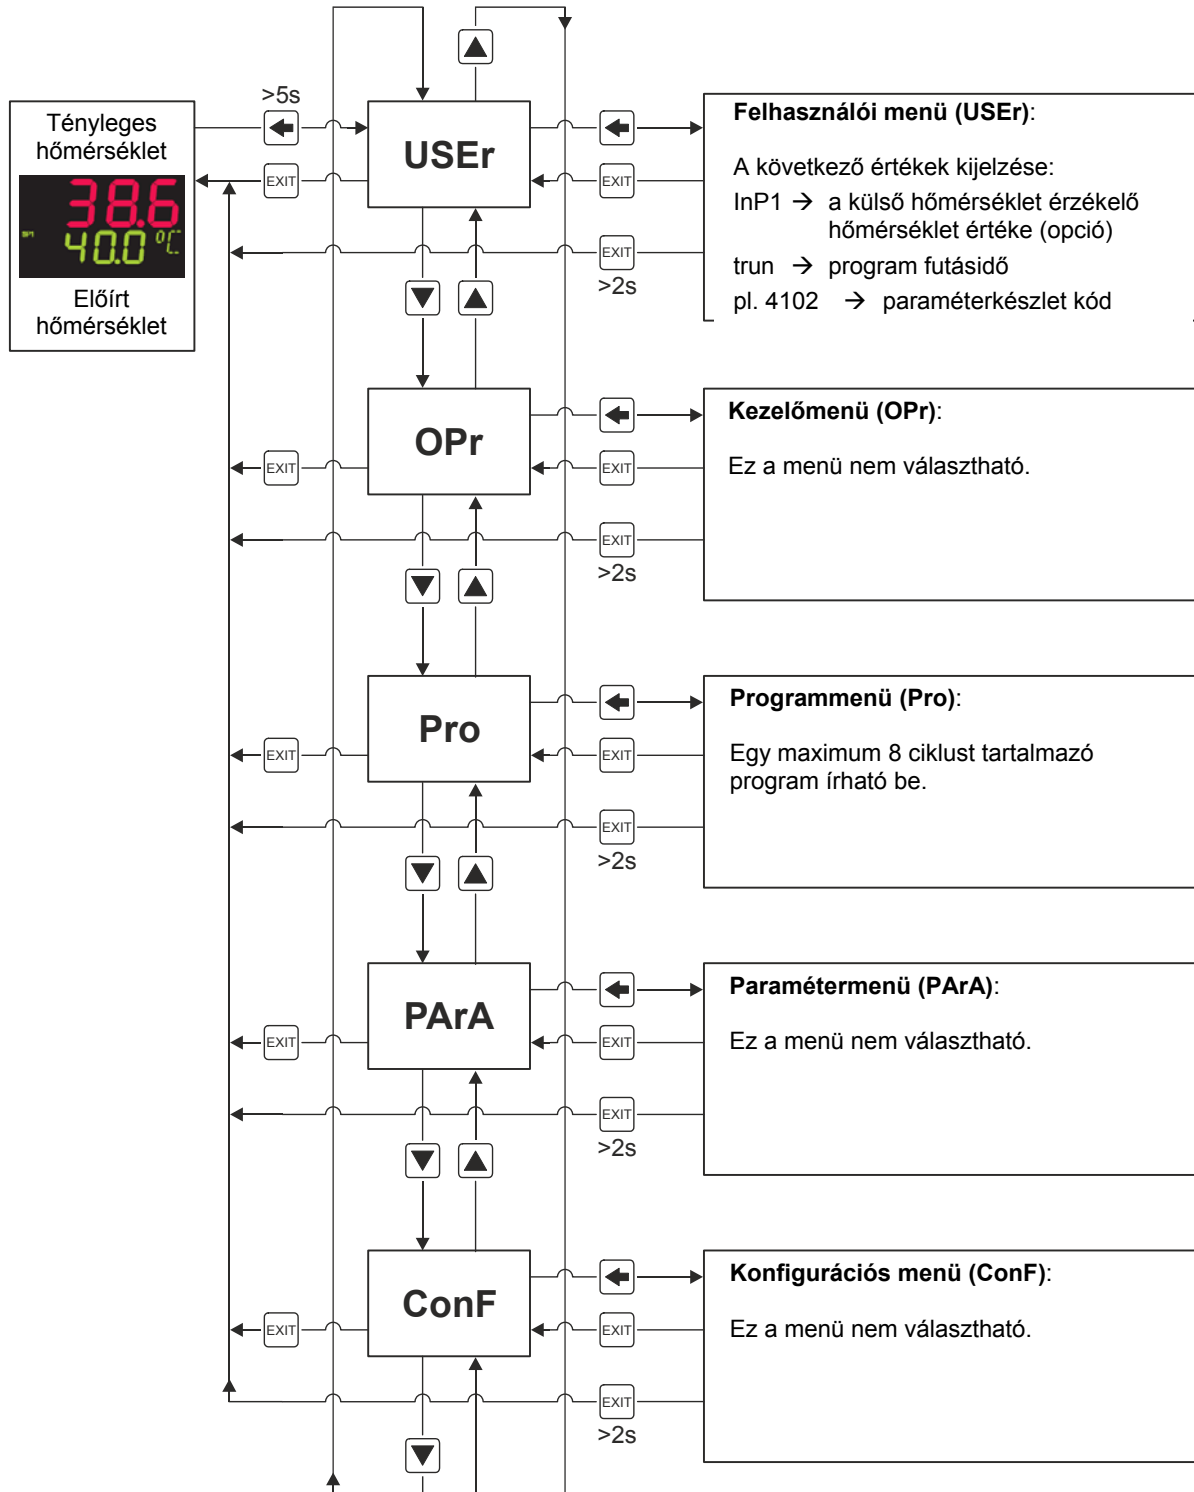 >5s
Tényleges
hőmérséklet
38.6
SP1
40.0 °C
Előírt
hőmérséklet
EXIT
USEr
EXIT
EXIT
>2s
Felhasználói menü (USEr):
A következő értékek kijelzése:
InP1 → a külső hőmérséklet érzékelő
hőmérséklet értéke (opció)
trun → program futásidő
pl. 4102 → paraméterkészlet kód
EXIT
OPr
EXIT
EXIT
>2s
Kezelőmenü (OPr):
Ez a menü nem választható.
EXIT
Pro
EXIT
EXIT
>2s
Programmenü (Pro):
Egy maximum 8 ciklust tartalmazó
program írható be.
EXIT
PArA
EXIT
EXIT
>2s
Paramétermenü (PArA):
Ez a menü nem választható.
EXIT
ConF
EXIT
EXIT
>2s
Konfigurációs menü (ConF):
Ez a menü nem választható.